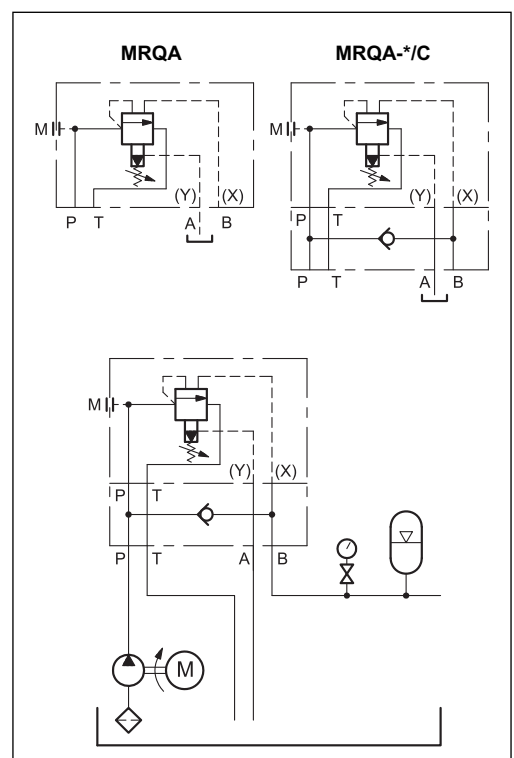 MRQA MRQA-*/C
M M
(Y) (X) (Y) (X)
P T A B P T
P T A B
M
(Y) (X)
P T
P T A B
M